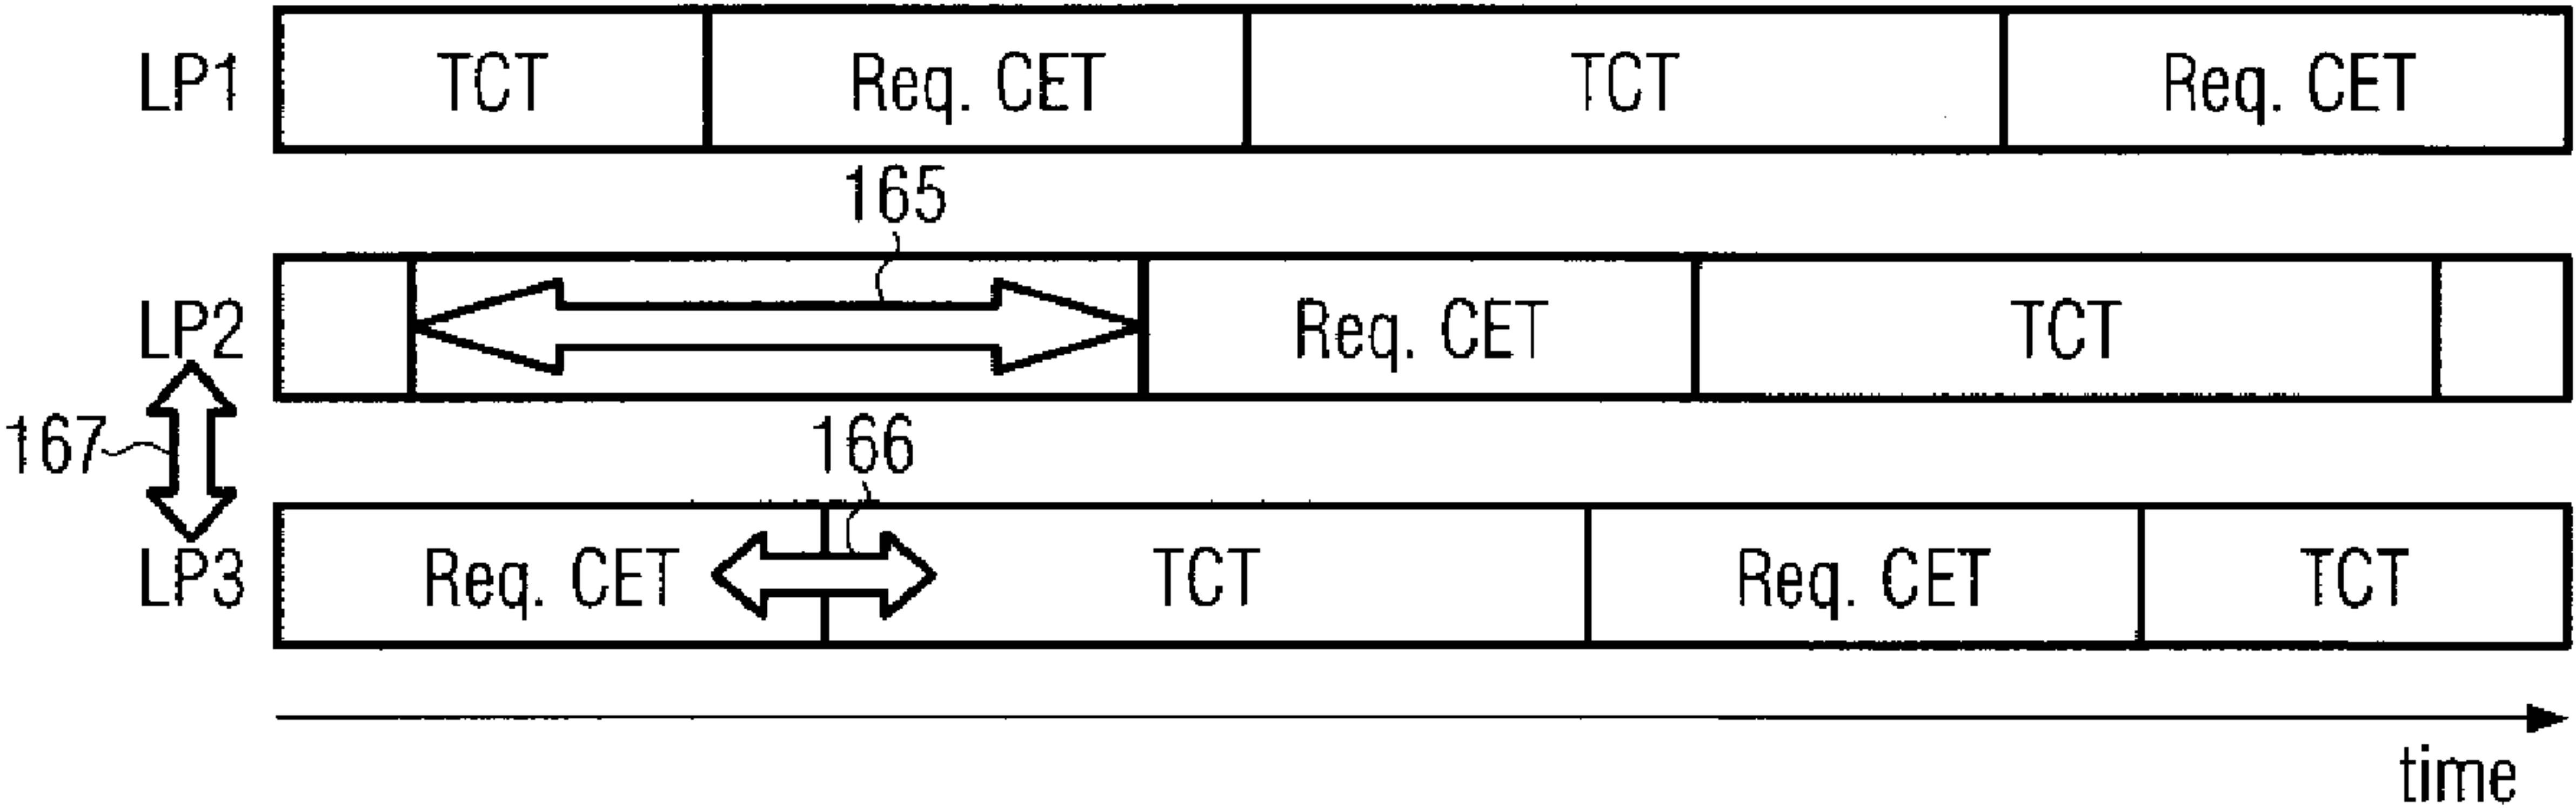 LP1 TCT Req. CET TCT Req. CET
165
LP2 Req. CET TCT
167 166
LP3 Req. CET TCT Req. CET TCT
time